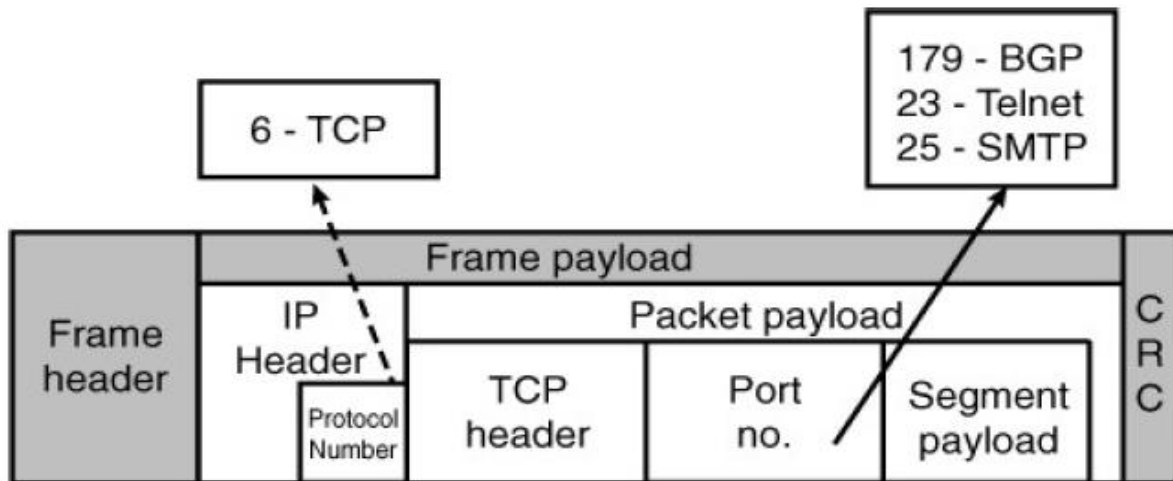 179 - BGP
23 - Telnet
25 - SMTP
6 - TCP
Frame payload
Frame
header
IP
Header
Protocol
Number
Packet payload
TCP
header
Port
no.
Segment
payload
C
R
C